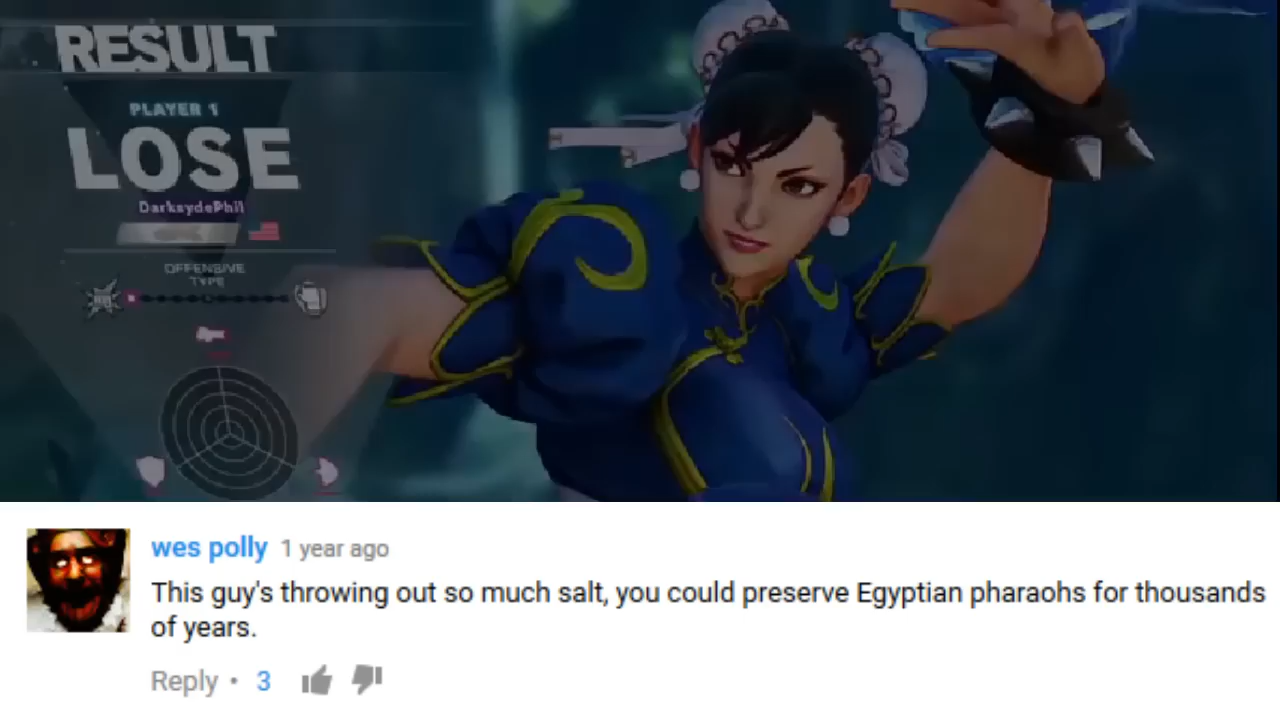 RESULT
PLAYER 1
LOSE
DarksydePhil
OFFENSIVE
TYPE
wes polly 1 year ago
This guy's throwing out so much salt, you could preserve Egyptian pharaohs for thousands
of years.
Reply • 3